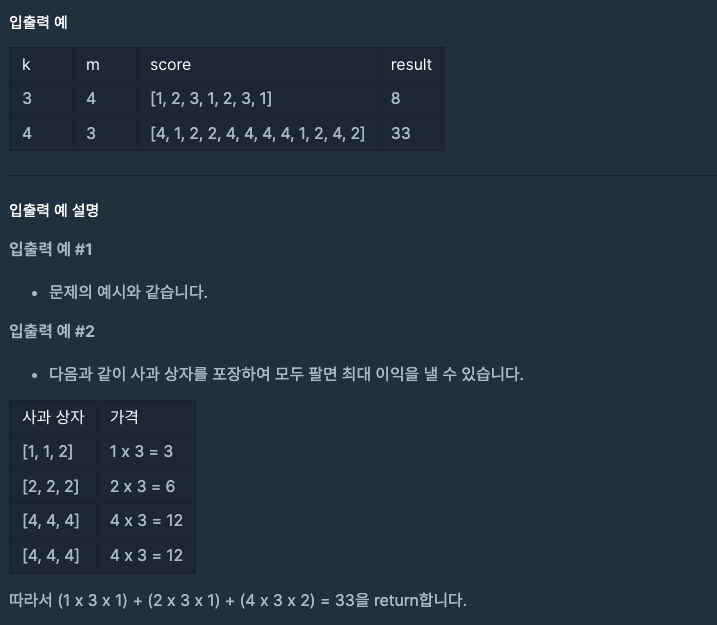 입출력 예
k m score result
3 4 [1, 2, 3, 1, 2, 3, 1] 8
4 3 [4, 1, 2, 2, 4, 4, 4, 4, 1, 2, 4, 2] 33
입출력 예 설명
입출력 예 #1
• 문제의 예시와 같습니다.
입출력 예 #2
• 다음과 같이 사과 상자를 포장하여 모두 팔면 최대 이익을 낼 수 있습니다.
사과 상자 가격
[1, 1, 2] 1 x 3 = 3
[2, 2, 2] 2 x 3 = 6
[4, 4, 4] 4 x 3 = 12
[4, 4, 4] 4 x 3 = 12
따라서 (1 x 3 x 1) + (2 x 3 x 1) + (4 x 3 x 2) = 33을 return합니다.